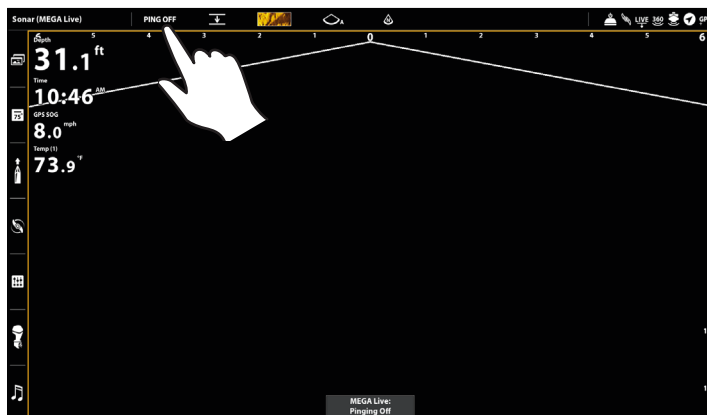 Sonar (MEGA Live) PING OFF A LIVE 360
6 5 4 3 2 1 0 1 2 3 4 5 6
Depth
31.1 ft
Time
10:46 AM
GPS SOG
8.0 mph
75°
Temp (1)
73.9 °F
MEGA Live:
Pinging Off